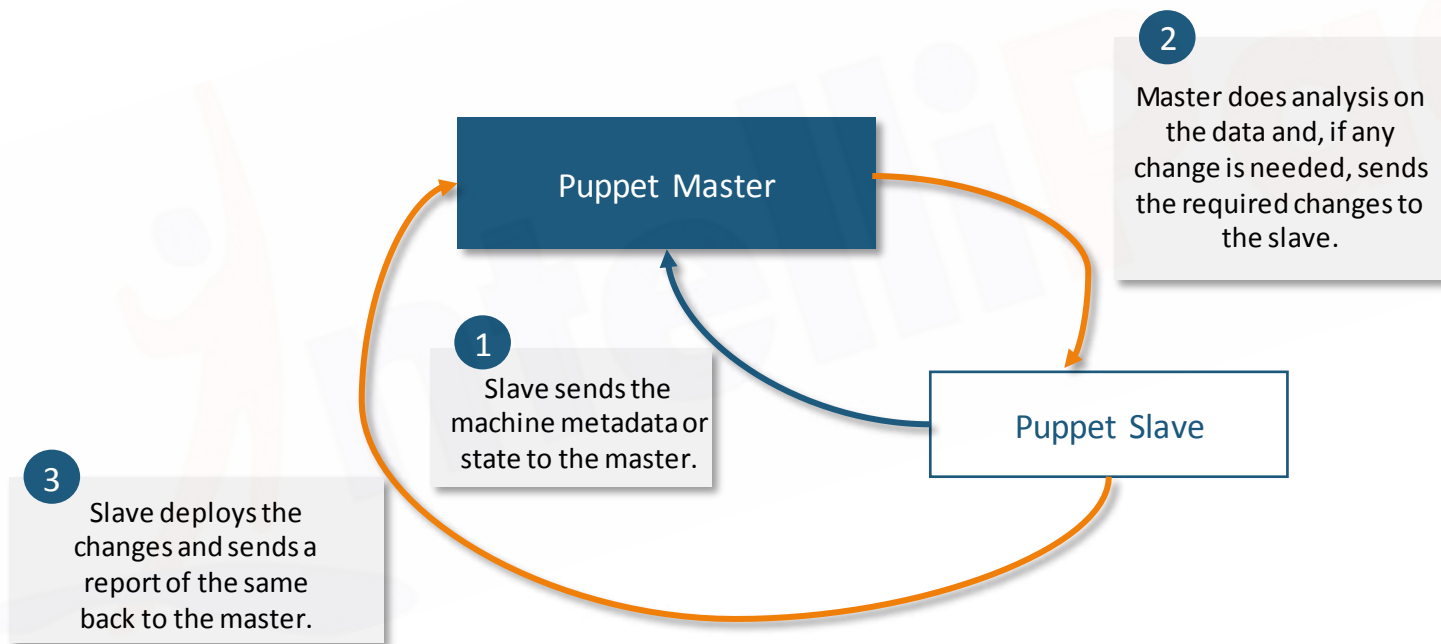 2
Master does analysis on
the data and, if any
change is needed, sends
the required changes to
the slave.
Puppet Master
1
Slave sends the
machine metadata or
state to the master.
Puppet Slave
3
Slave deploys the
changes and sends a
report of the same
back to the master.